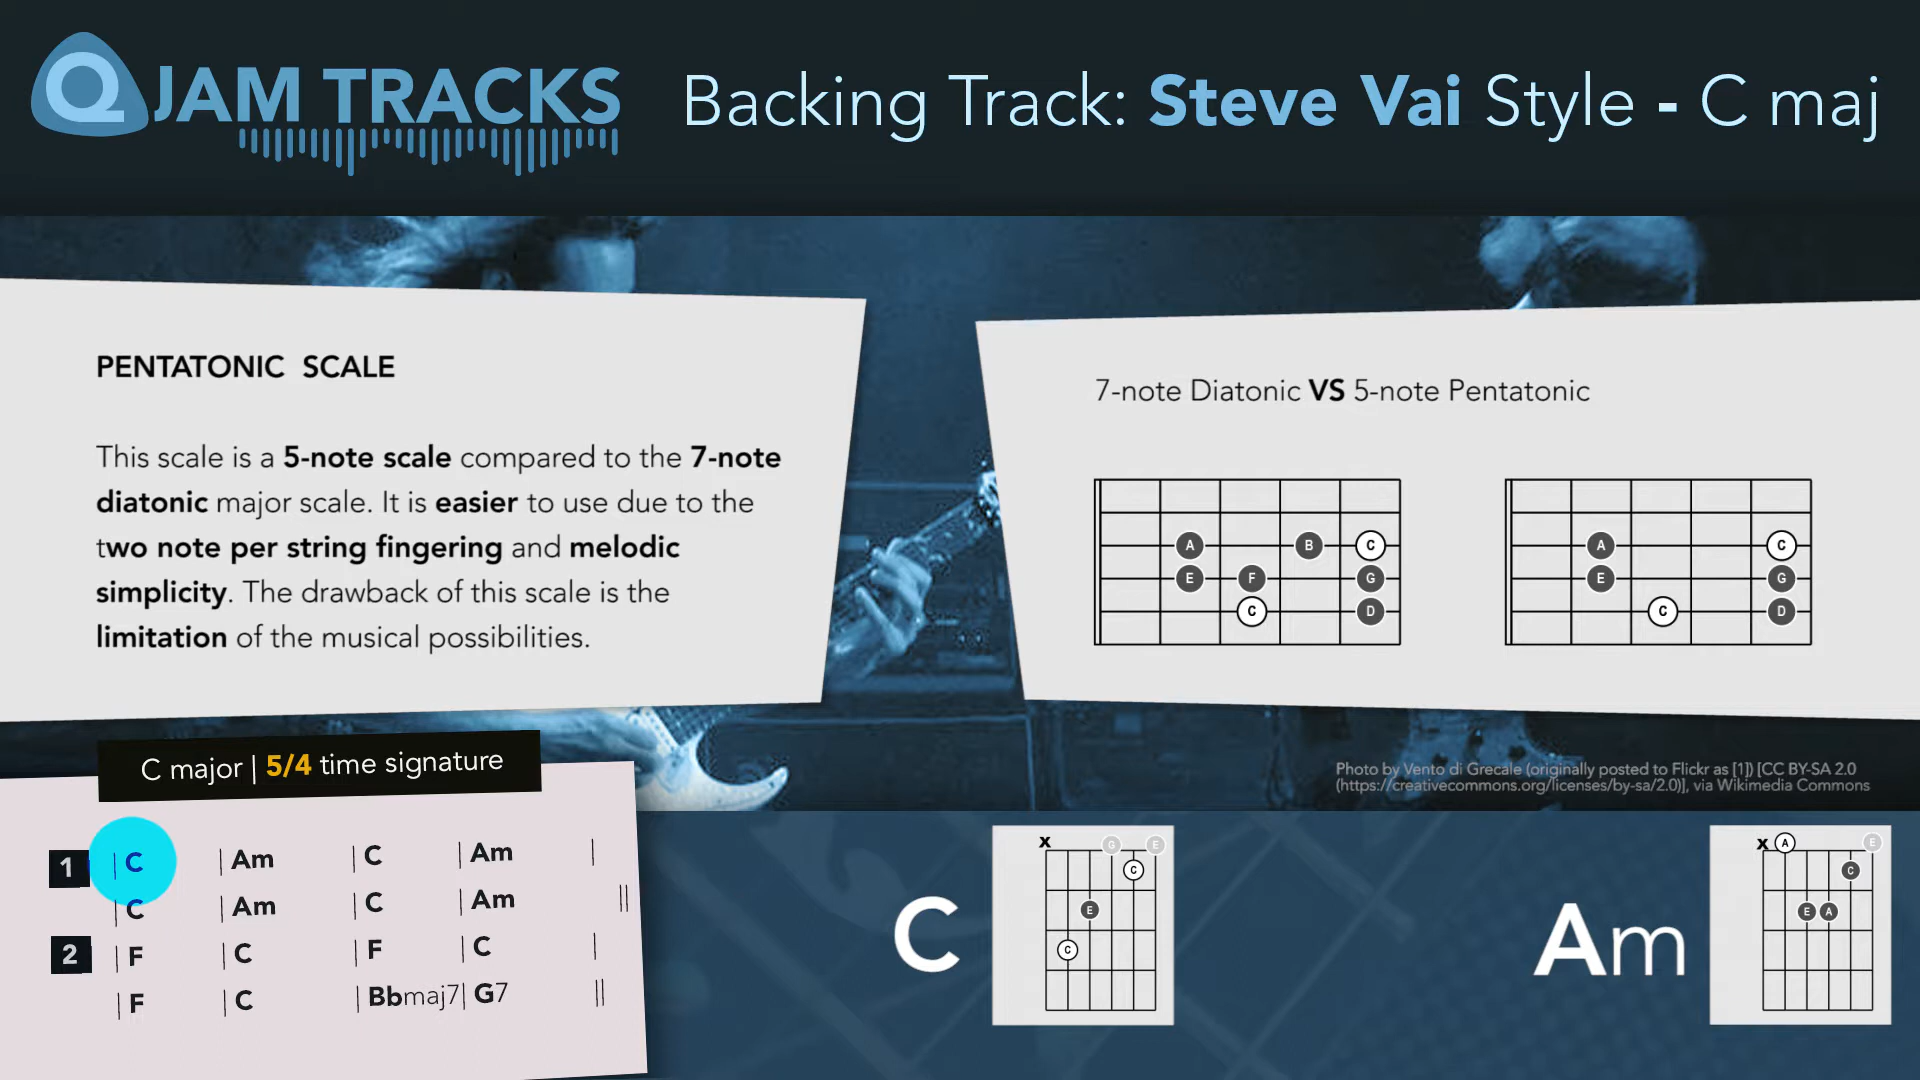 Q JAM TRACKS
Backing Track: Steve Vai Style - C maj
PENTATONIC SCALE
This scale is a 5-note scale compared to the 7-note
diatonic major scale. It is easier to use due to the
two note per string fingering and melodic
simplicity. The drawback of this scale is the
limitation of the musical possibilities.
7-note Diatonic VS 5-note Pentatonic
A B C
E F G
C D
A C
E G
C D
Photo by Vento di Grecale (originally posted to Flickr as [1]) [CC BY-SA 2.0
(https://creativecommons.org/licenses/by-sa/2.0)], via Wikimedia Commons
C major | 5/4 time signature
1 | C | Am | C | Am |
| C | Am | C | Am ||
2 | F | C | F | C |
| F | C | Bbmaj7 | G7 ||
C
x G E
C
E
C
Am
x A E
C
E A